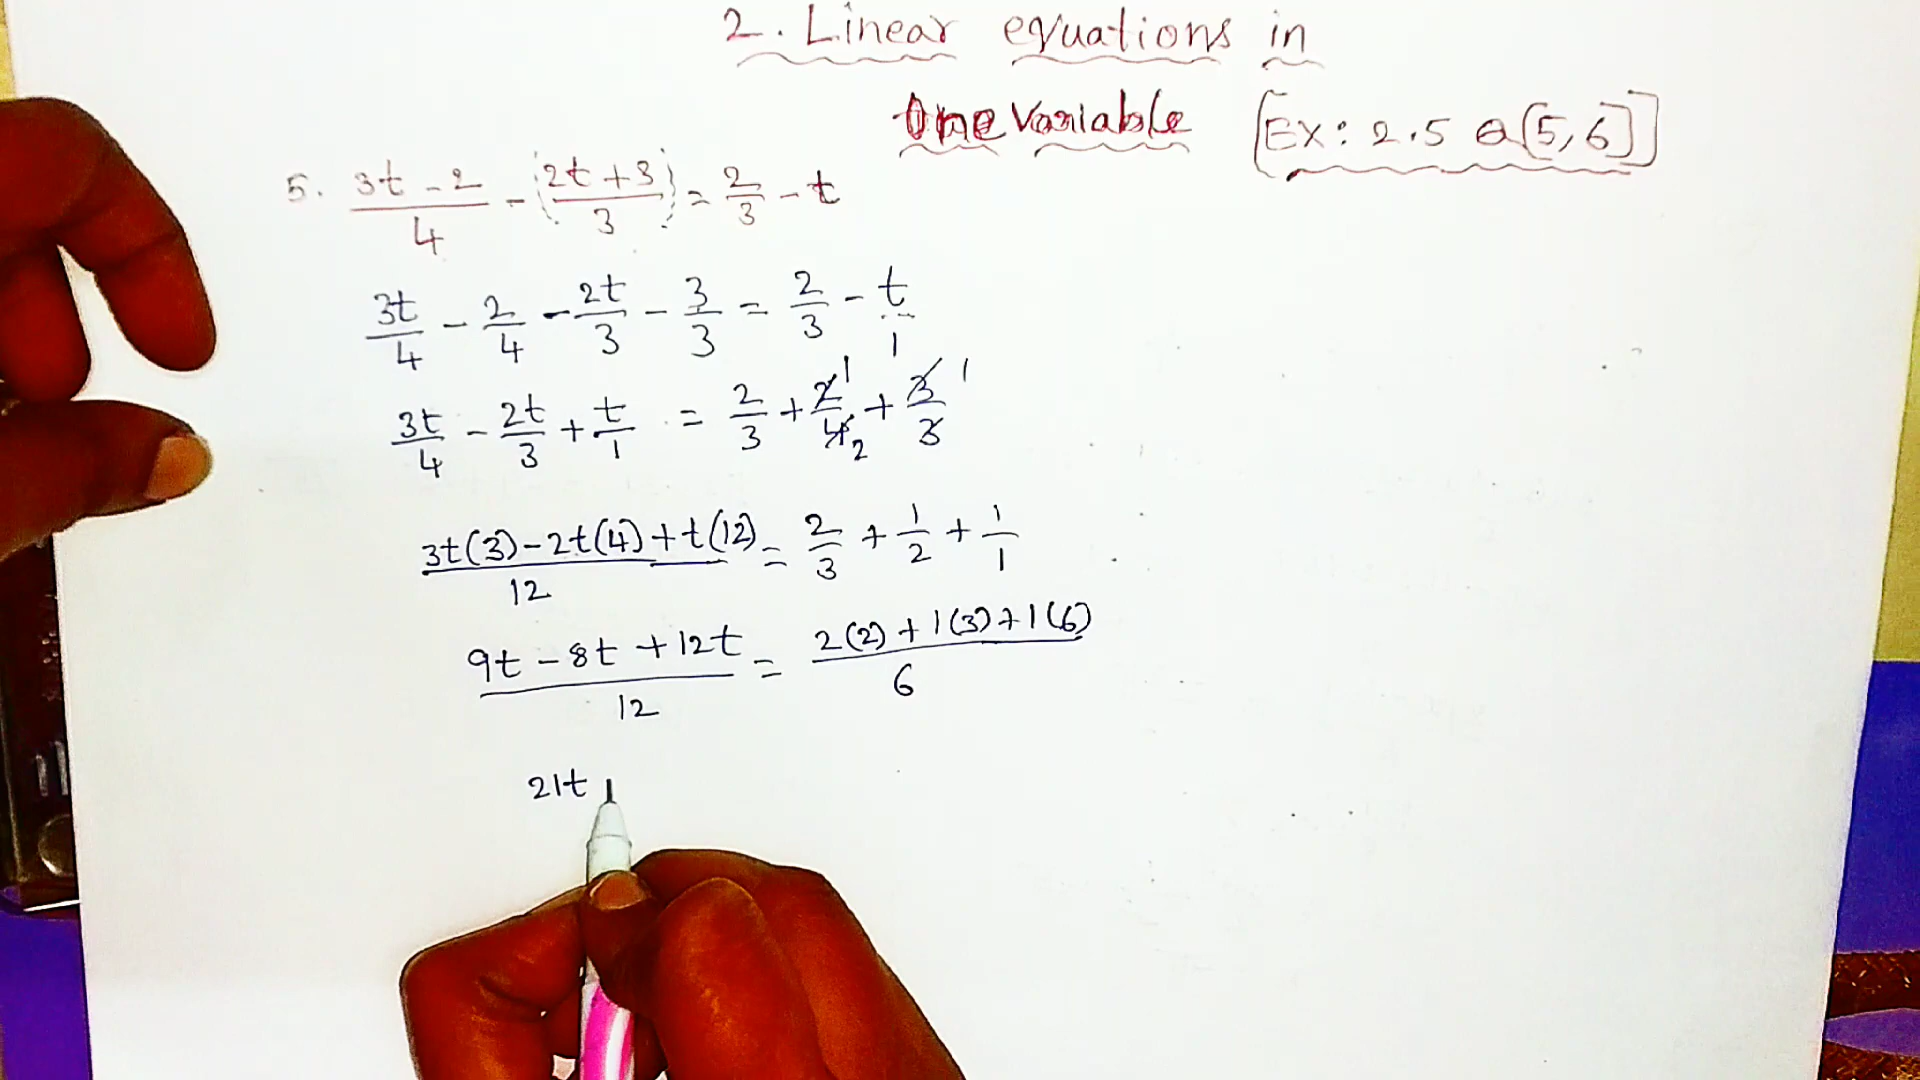 2. Linear equations in
One Variable [Ex: 2.5 Q(5,6)]
5. (3t - 2)/4 - (2t + 3)/3 = 2/3 - t
3t/4 - 2/4 - 2t/3 - 3/3 = 2/3 - t/1
3t/4 - 2t/3 + t/1 = 2/3 + 2/4 1 2 + 3/3 1
3t(3) - 2t(4) + t(12)/12 = 2/3 + 1/2 + 1/1
9t - 8t + 12t/12 = 2(2) + 1(3) + 1(6)/6
21t